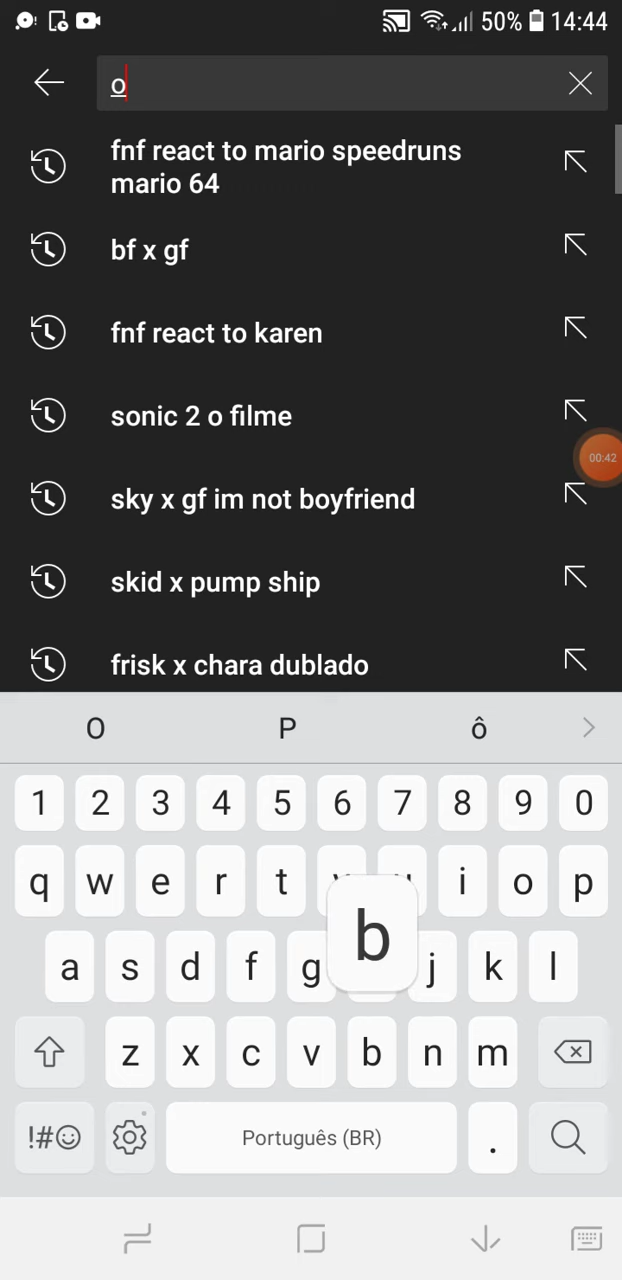 50% 14:44
o
fnf react to mario speedruns
mario 64
bf x gf
fnf react to karen
sonic 2 o filme
00:42
sky x gf im not boyfriend
skid x pump ship
frisk x chara dublado
O P ô
1 2 3 4 5 6 7 8 9 0
q w e r t i o p
b
a s d f g j k l
z x c v b n m
!#☺ Português (BR) .